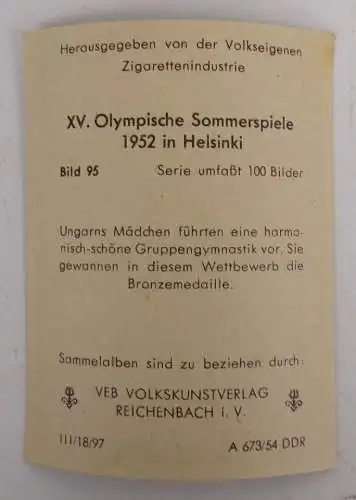 Herausgegeben von der Volkseigenen
Zigarettenindustrie
XV. Olympische Sommerspiele
1952 in Helsinki
Bild 95 Serie umfaßt 100 Bilder
Ungarns Mädchen führten eine harmo-
nisch-schöne Gruppengymnastik vor. Sie
gewannen in diesem Wettbewerb die
Bronzemedaille.
Sammelalben sind zu beziehen durch:
VEB VOLKSKUNSTVERLAG
REICHENBACH i. V.
III/18/97 A 673/54 DDR